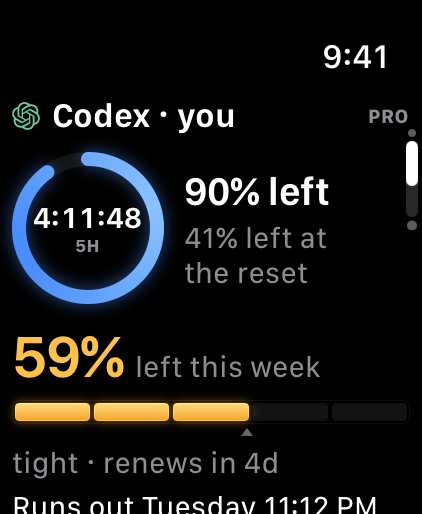 9:41
Codex · you
PRO
4:11:48
5H
90% left
41% left at
the reset
59% left this week
tight · renews in 4d
Runs out Tuesday 11:12 PM